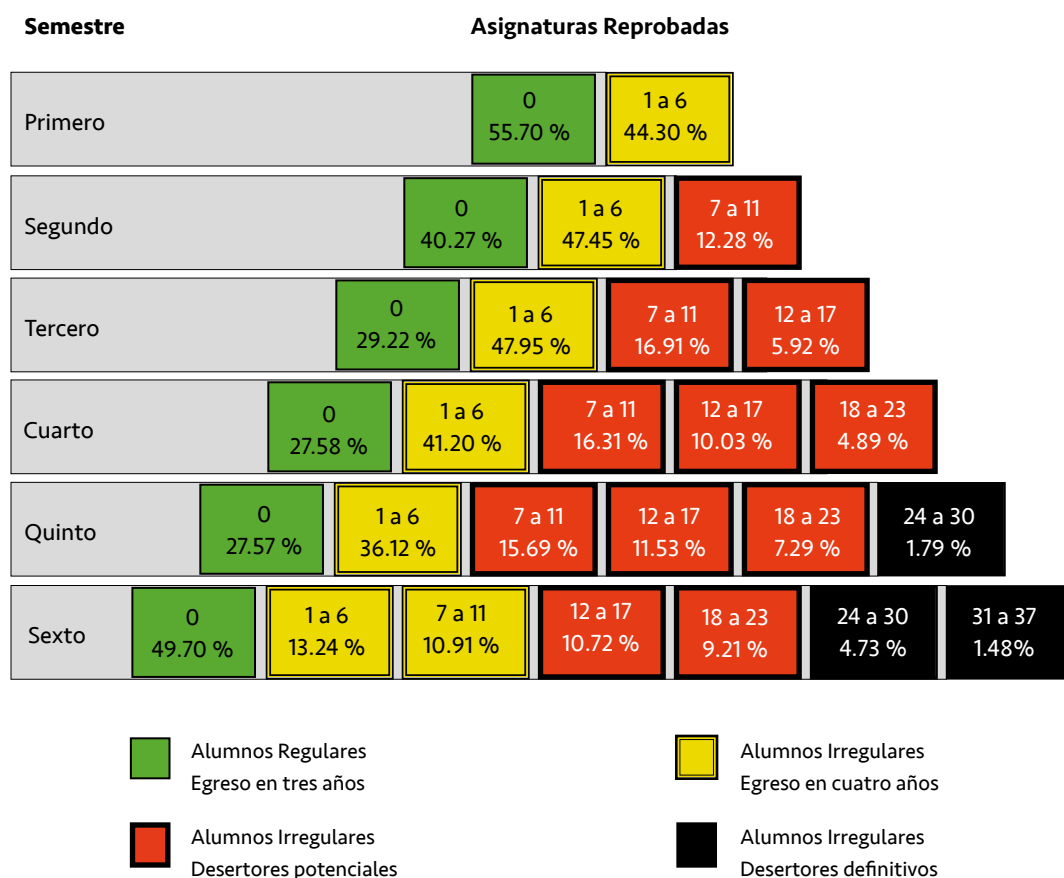 Semestre
Asignaturas Reprobadas
Primero
0
55.70 %
1 a 6
44.30 %
Segundo
0
40.27 %
1 a 6
47.45 %
7 a 11
12.28 %
Tercero
0
29.22 %
1 a 6
47.95 %
7 a 11
16.91 %
12 a 17
5.92 %
Cuarto
0
27.58 %
1 a 6
41.20 %
7 a 11
16.31 %
12 a 17
10.03 %
18 a 23
4.89 %
Quinto
0
27.57 %
1 a 6
36.12 %
7 a 11
15.69 %
12 a 17
11.53 %
18 a 23
7.29 %
24 a 30
1.79 %
Sexto
0
49.70 %
1 a 6
13.24 %
7 a 11
10.91 %
12 a 17
10.72 %
18 a 23
9.21 %
24 a 30
4.73 %
31 a 37
1.48%
Alumnos Regulares
Egreso en tres años
Alumnos Irregulares
Egreso en cuatro años
Alumnos Irregulares
Desertores potenciales
Alumnos Irregulares
Desertores definitivos